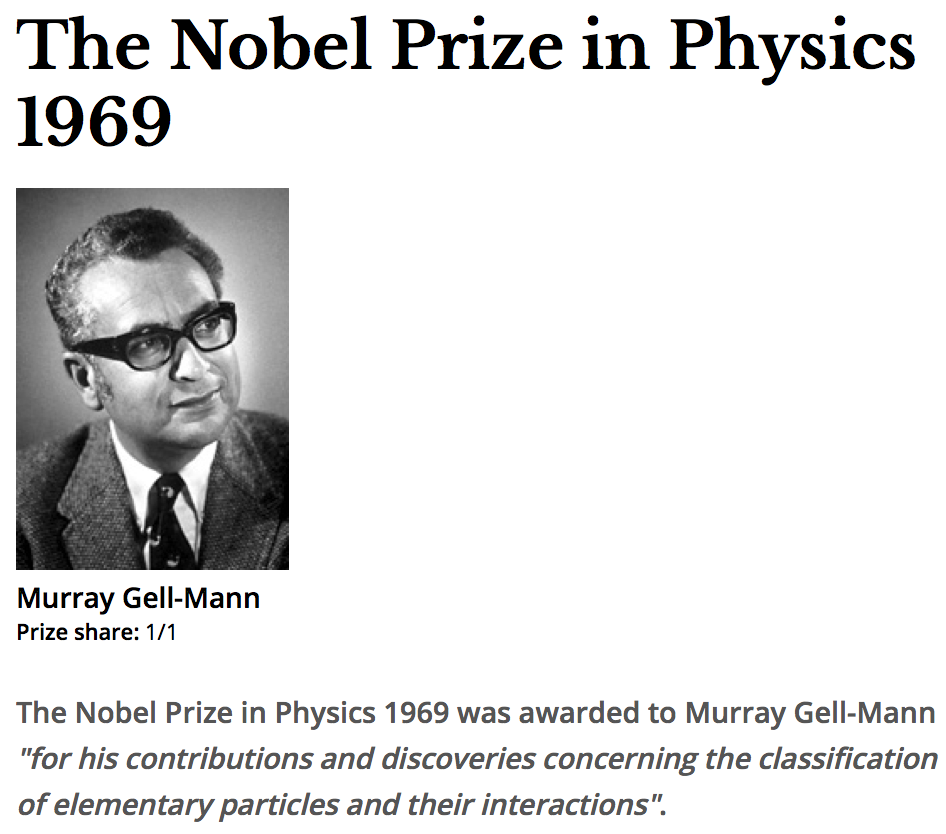 The Nobel Prize in Physics
1969
Murray Gell-Mann
Prize share: 1/1
The Nobel Prize in Physics 1969 was awarded to Murray Gell-Mann
"for his contributions and discoveries concerning the classification
of elementary particles and their interactions".